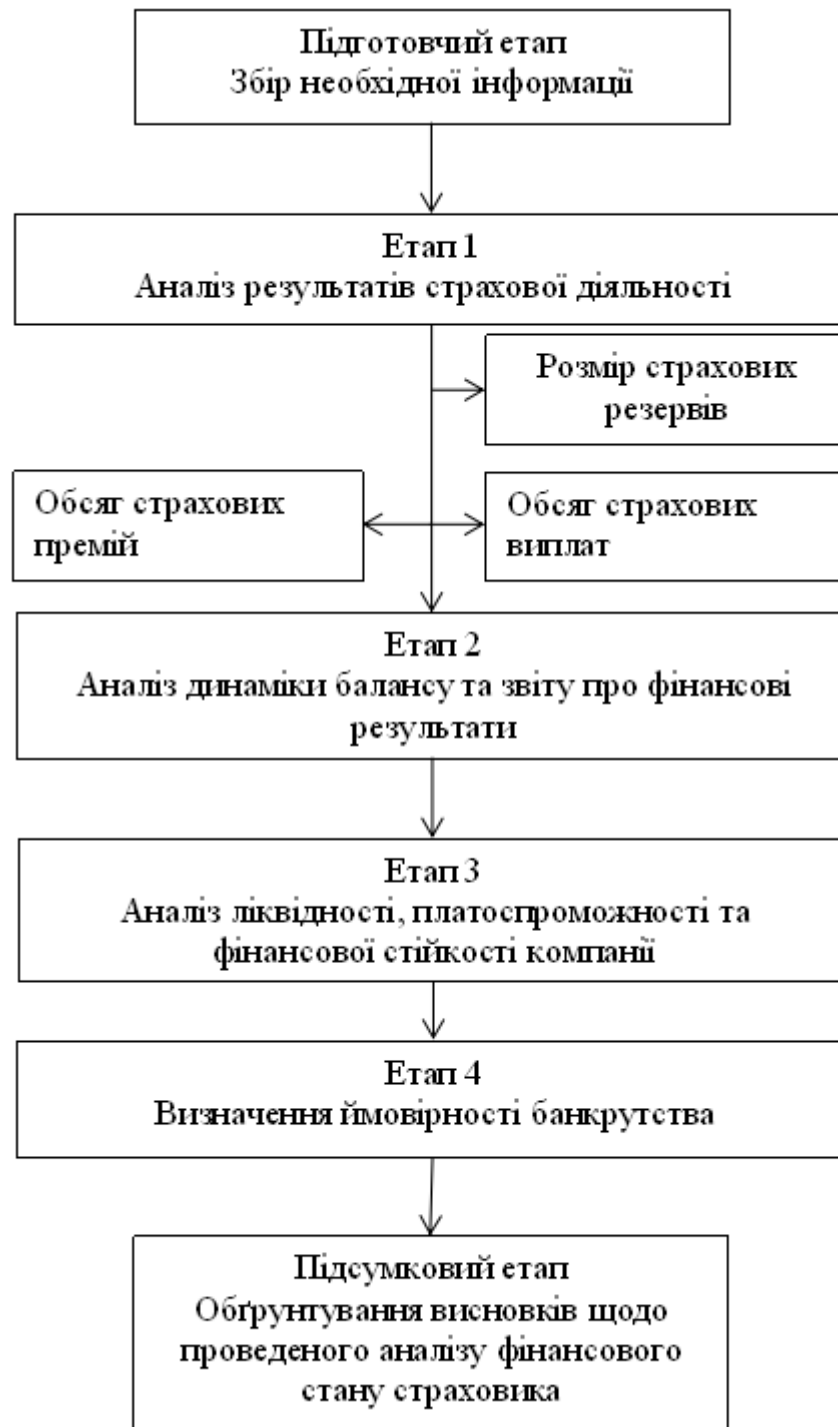 Підготовчий етап
Збір необхідної інформації
Етап 1
Аналіз результатів страхової діяльності
Розмір страхових
резервів
Обсяг страхових
премій
Обсяг страхових
виплат
Етап 2
Аналіз динаміки балансу та звіту про фінансові
результати
Етап 3
Аналіз ліквідності, платоспроможності та
фінансової стійкості компанії
Етап 4
Визначення ймовірності банкрутства
Підсумковий етап
Обґрунтування висновків щодо
проведеного аналізу фінансового
стану страховика